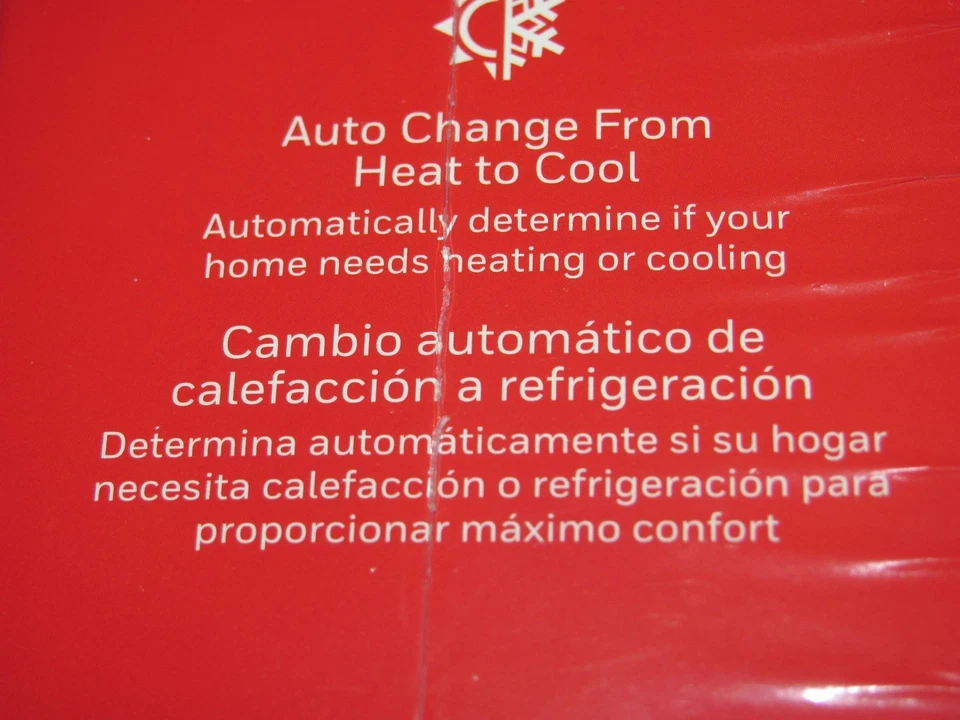 Auto Change From
Heat to Cool
Automatically determine if your
home needs heating or cooling
Cambio automático de
calefacción a refrigeración
Determina automáticamente si su hogar
necesita calefacción o refrigeración para
proporcionar máximo confort